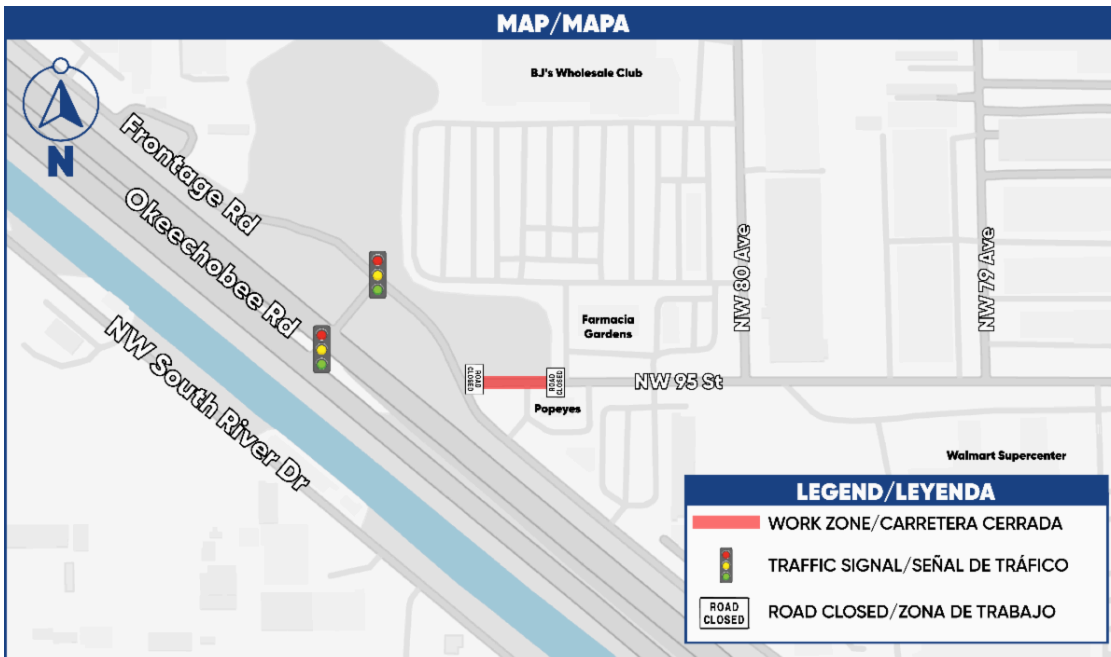 MAP/MAPA
BJ's Wholesale Club
N
Frontage Rd
Okeechobee Rd
NW South River Dr
NW 80 Ave
NW 79 Ave
Farmacia
Gardens
ROAD
CLOSED
ROAD
CLOSED
NW 95 St
Popeyes
Walmart Supercenter
LEGEND/LEYENDA
WORK ZONE/CARRETERA CERRADA
TRAFFIC SIGNAL/SEÑAL DE TRÁFICO
ROAD
CLOSED
ROAD CLOSED/ZONA DE TRABAJO